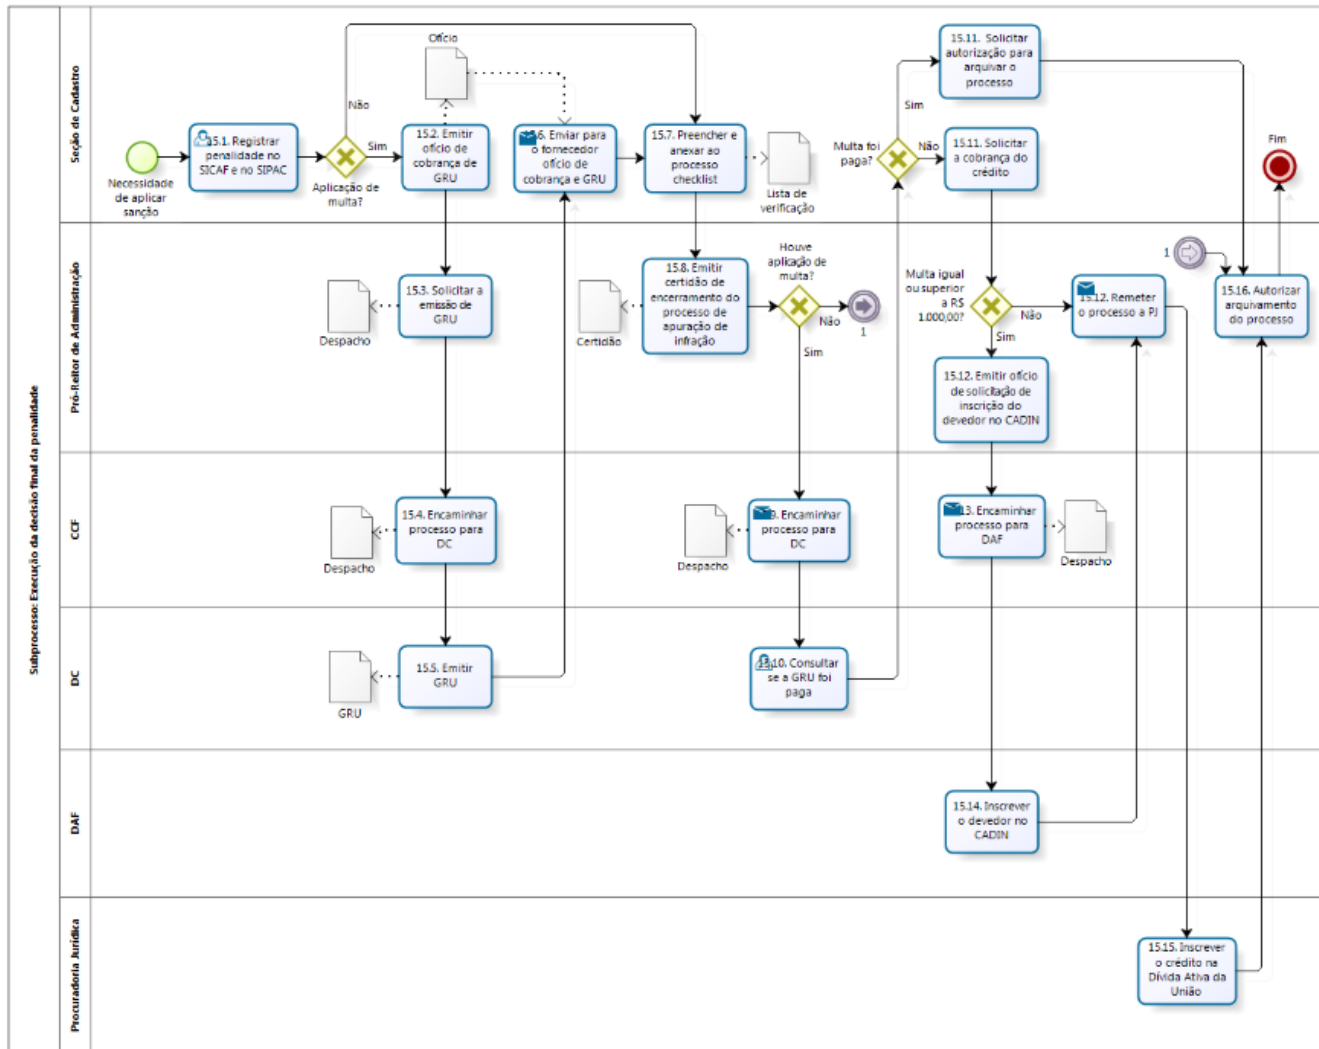 Subprocesso: Execução da decisão final da penalidade
Seção de Cadastro
Necessidade
de aplicar
sanção
15.1. Registrar
penalidade no
SICAF e no SIPAC
Aplicação de
multa?
Não
Sim
15.2. Emitir
ofício de
cobrança de
GRU
Ofício
6. Enviar para
o fornecedor
ofício de
cobrança e GRU
15.7. Preencher e
anexar ao
processo
checklist
Lista de
verificação
Multa foi
paga?
Sim
Não
15.11. Solicitar
autorização para
arquivar o
processo
15.11. Solicitar
a cobrança do
crédito
Fim
Pró-Reitor de Administração
15.3. Solicitar a
emissão de
GRU
Despacho
15.8. Emitir
certidão de
encerramento do
processo de
apuração de
infração
Certidão
Houve
aplicação de
multa?
Não
Sim
1
Multa igual
ou superior
a R$
1.000,00?
Não
Sim
15.12. Remeter
o processo a PJ
15.12. Emitir ofício
de solicitação de
inscrição do
devedor no CADIN
1
15.16. Autorizar
arquivamento
do processo
CCF
15.4. Encaminhar
processo para
DC
Despacho
9. Encaminhar
processo para
DC
Despacho
13. Encaminhar
processo para
DAF
Despacho
DC
15.5. Emitir
GRU
GRU
15.10. Consultar
se a GRU foi
paga
DAF
15.14. Inscrever
o devedor no
CADIN
Procuradoria Jurídica
15.15. Inscrever
o crédito na
Dívida Ativa da
União